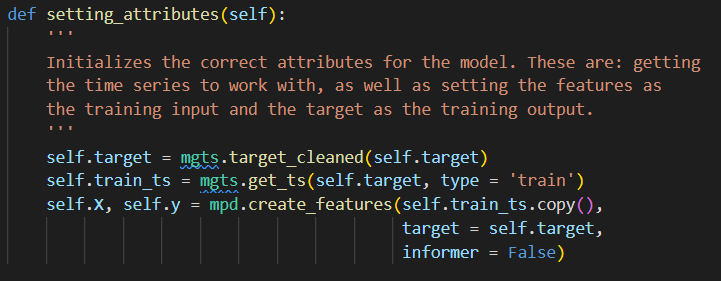 def setting_attributes(self):
'''
Initializes the correct attributes for the model. These are: getting
the time series to work with, as well as setting the features as
the training input and the target as the training output.
'''
self.target = mgts.target_cleaned(self.target)
self.train_ts = mgts.get_ts(self.target, type = 'train')
self.X, self.y = mpd.create_features(self.train_ts.copy(),
target = self.target,
informer = False)